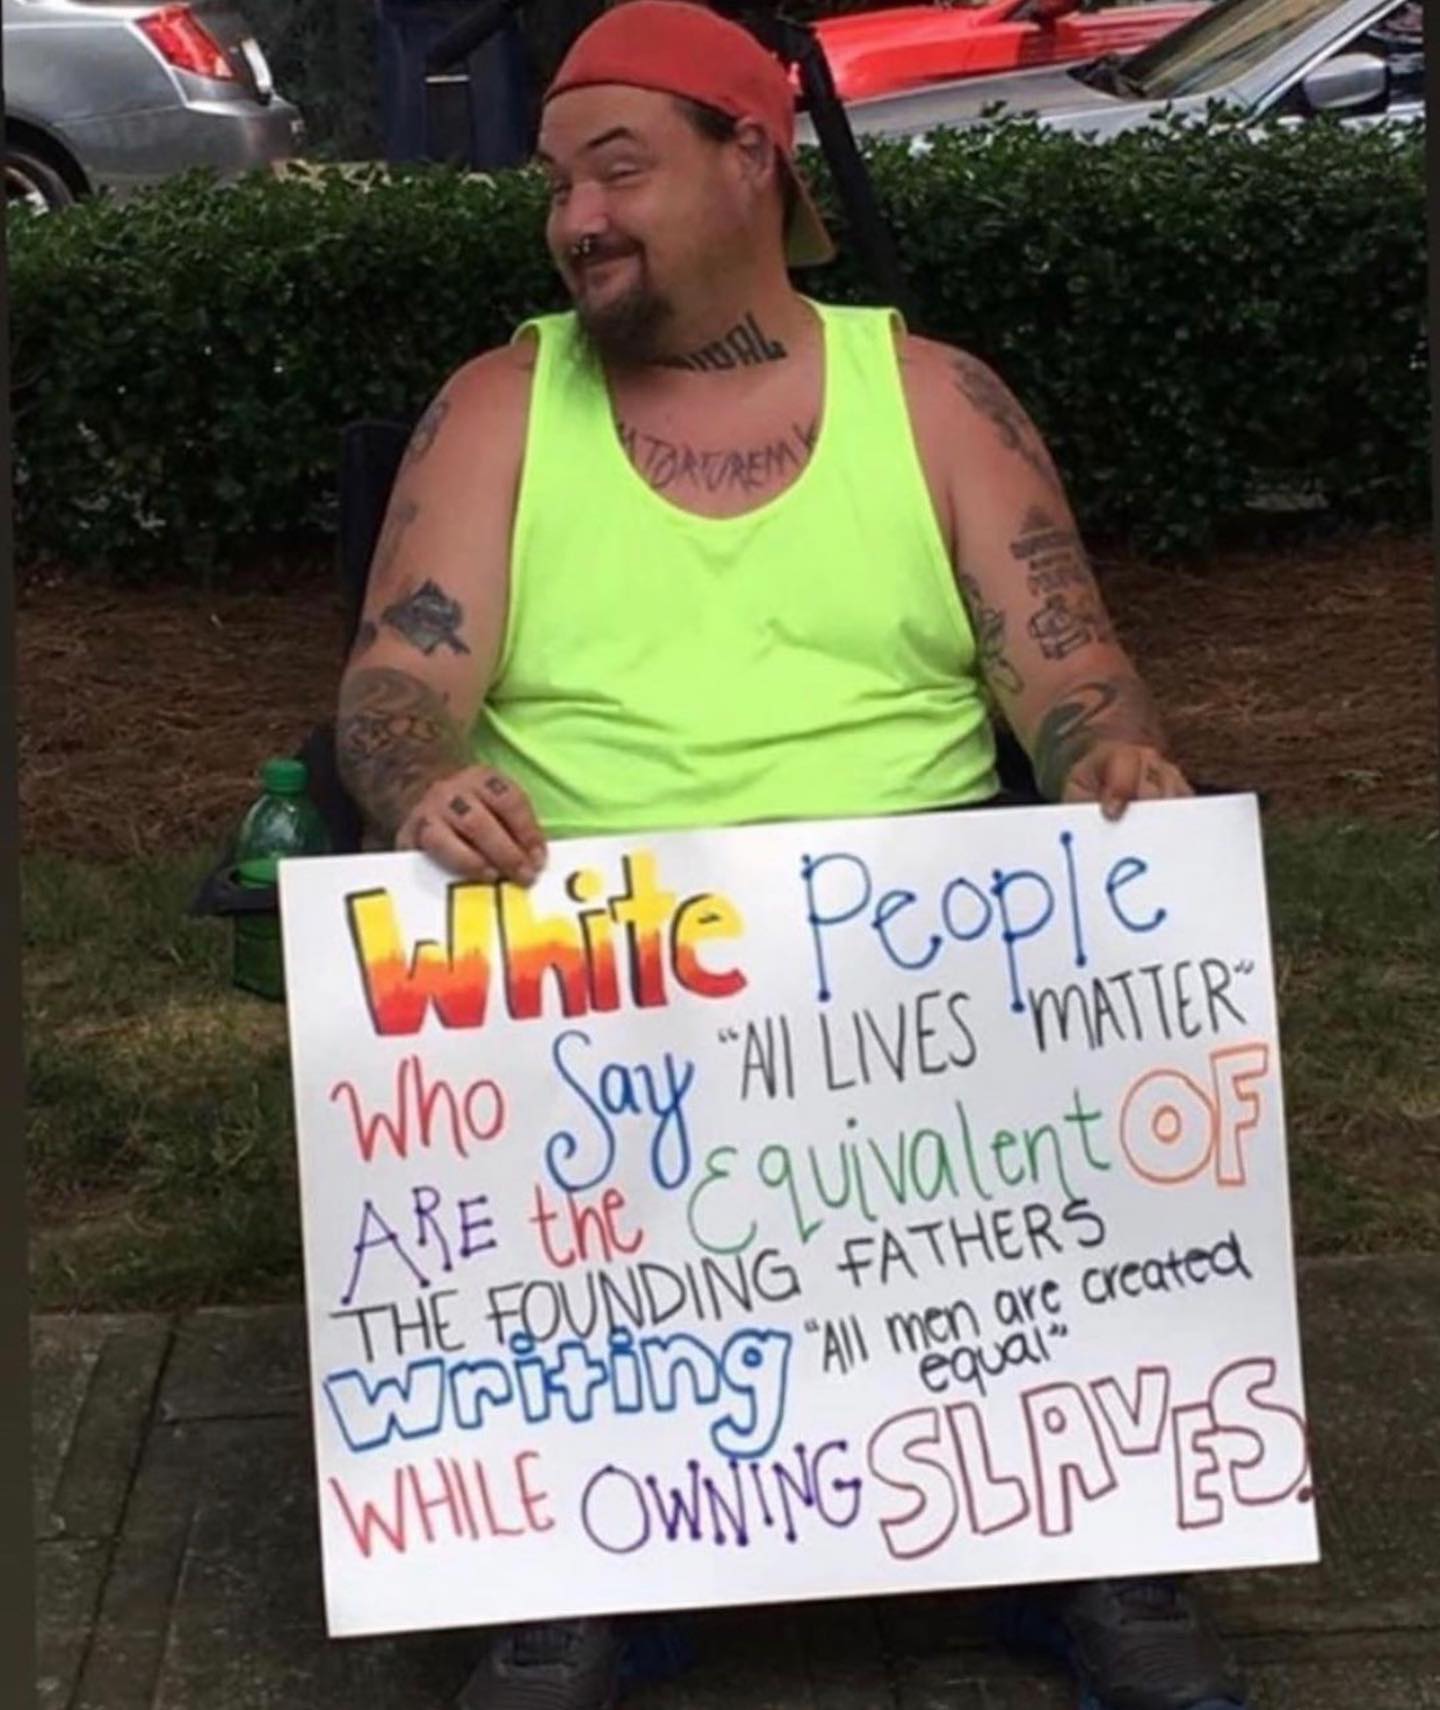 White People
Who Say "All LIVES MATTER"
ARE the Equivalent OF
THE FOUNDING FATHERS
writing "All men are created
equal"
WHILE OWNING SLAVES.